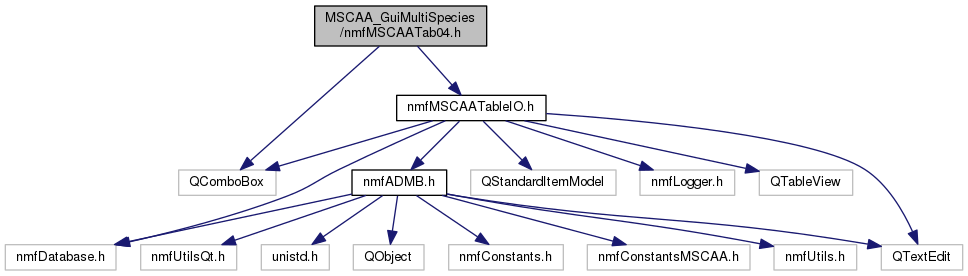 MSCAA_GuiMultiSpecies
/nmfMSCAATab04.h
nmfMSCAATableIO.h
QComboBox
nmfADMB.h
QStandardItemModel
nmfLogger.h
QTableView
nmfDatabase.h
nmfUtilsQt.h
unistd.h
QObject
nmfConstants.h
nmfConstantsMSCAA.h
nmfUtils.h
QTextEdit